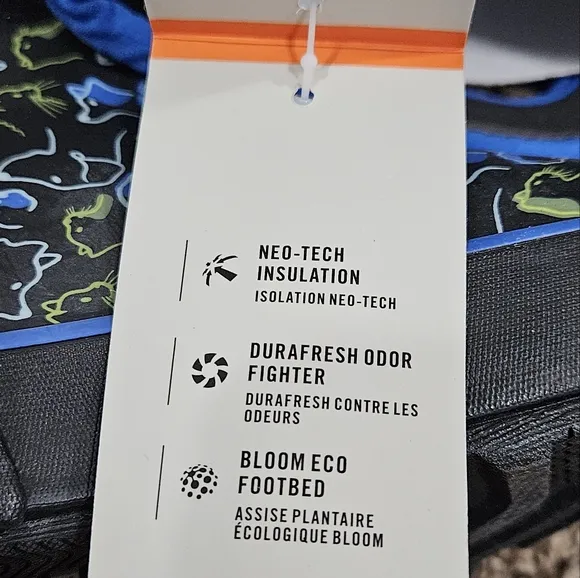 NEO-TECH
INSULATION
ISOLATION NEO-TECH
DURAFRESH ODOR
FIGHTER
DURAFRESH CONTRE LES
ODEURS
BLOOM ECO
FOOTBED
ASSISE PLANTAIRE
ÉCOLOGIQUE BLOOM